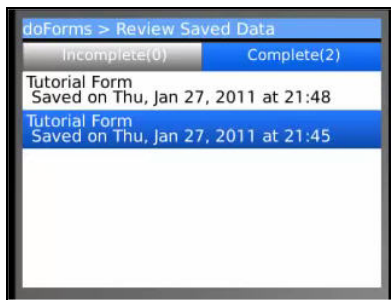 doForms > Review Saved Data
Incomplete(0) Complete(2)
Tutorial Form
Saved on Thu, Jan 27, 2011 at 21:48
Tutorial Form
Saved on Thu, Jan 27, 2011 at 21:45